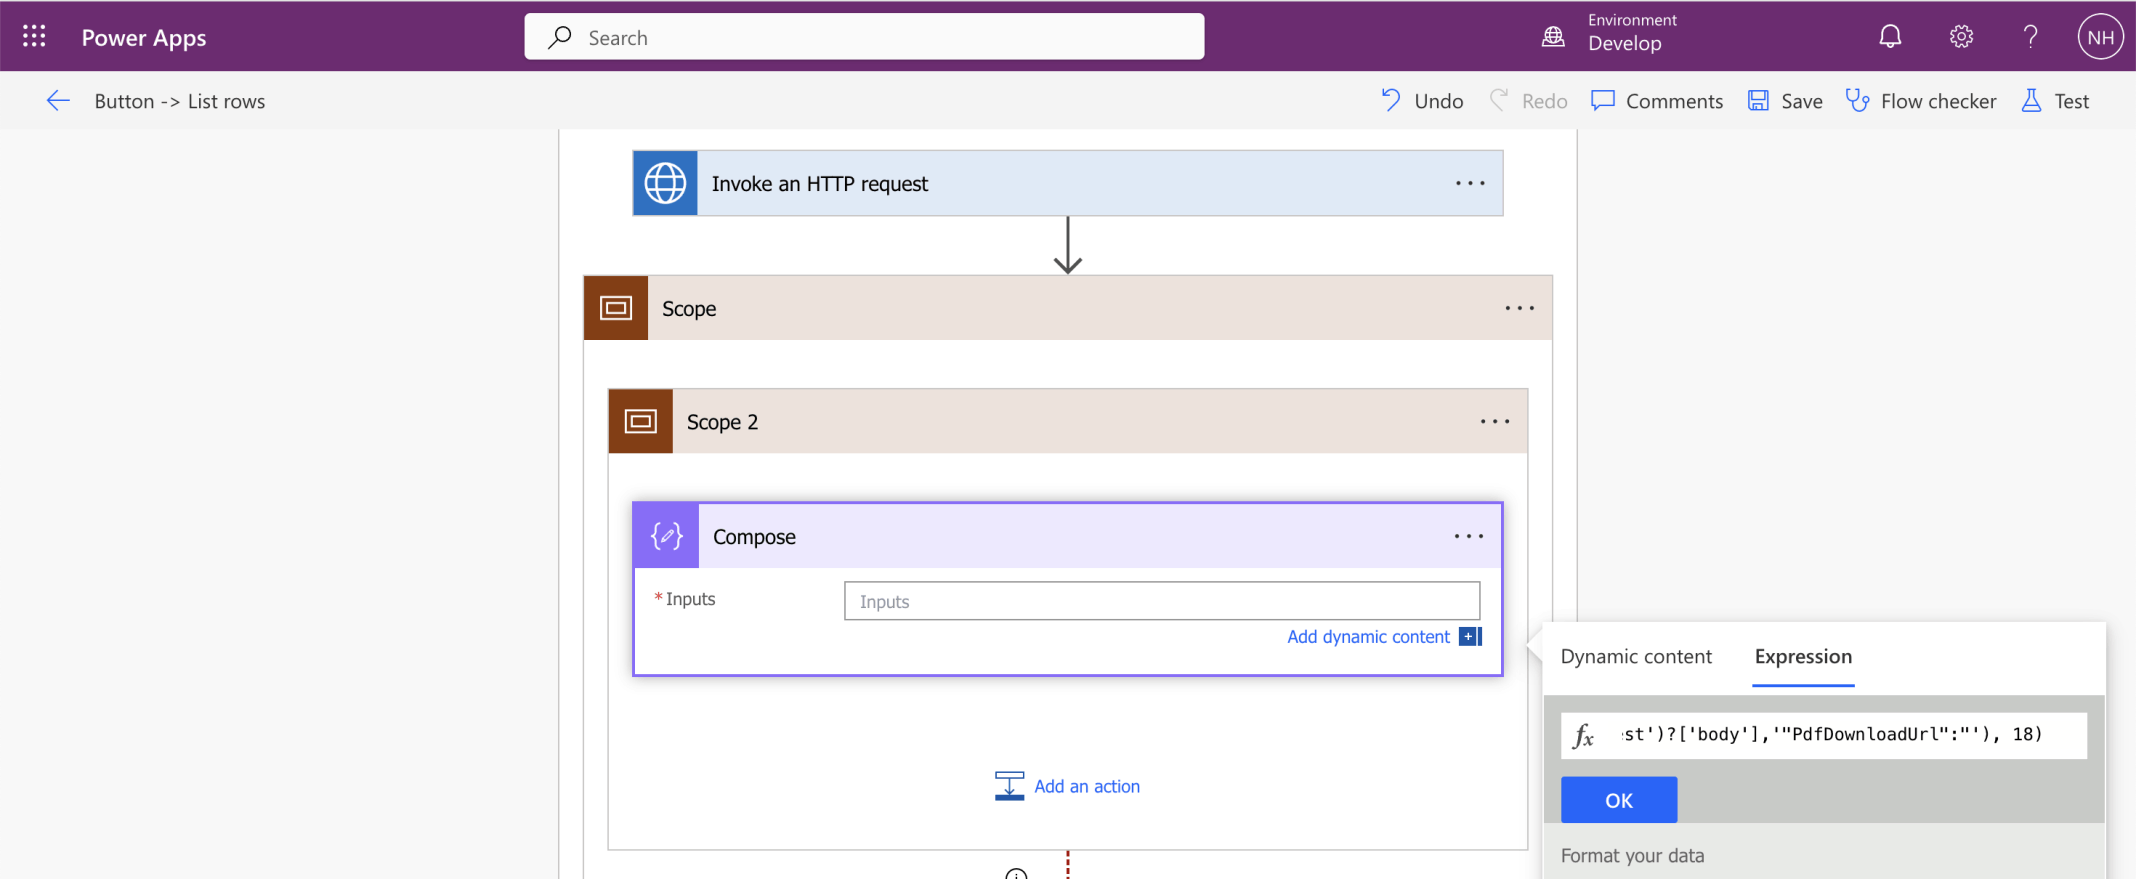 Power Apps
Search
Environment
Develop
NH
Button -> List rows
Undo
Redo
Comments
Save
Flow checker
Test
Invoke an HTTP request
Scope
Scope 2
Compose
* Inputs
Inputs
Add dynamic content
Dynamic content
Expression
fx
st')?['body'],'"PdfDownloadUrl":"'), 18)
OK
Format your data
Add an action